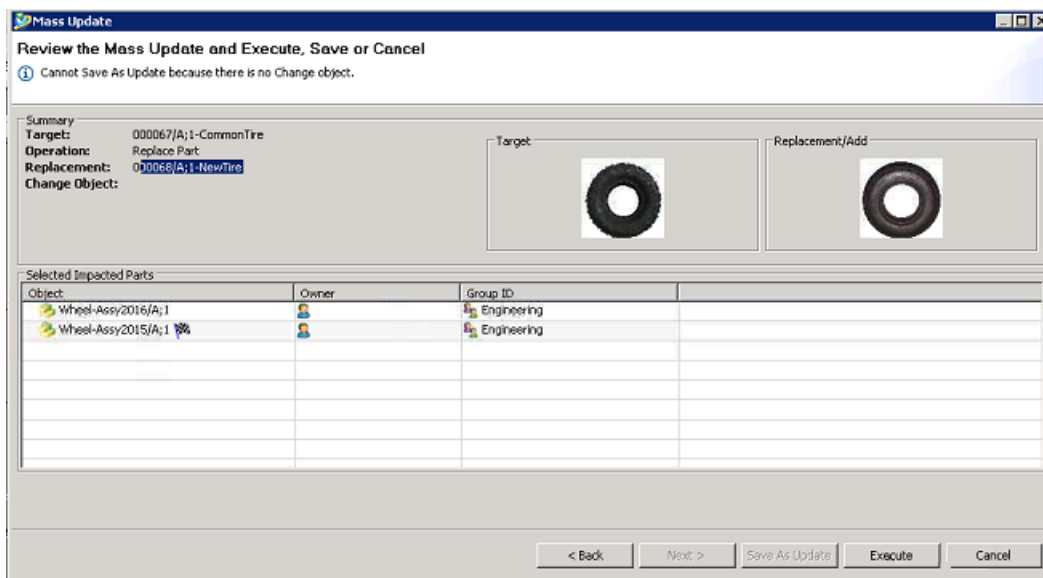 Mass Update
Review the Mass Update and Execute, Save or Cancel
Cannot Save As Update because there is no Change object.
Summary
Target: 000067/A;1-CommonTire
Operation: Replace Part
Replacement: 000068/A;1-NewTire
Change Object:
Target
Replacement/Add
Selected Impacted Parts
Object Owner Group ID
Wheel-Assy2016/A;1 Engineering
Wheel-Assy2015/A;1 Engineering
< Back Next > Save As Update Execute Cancel